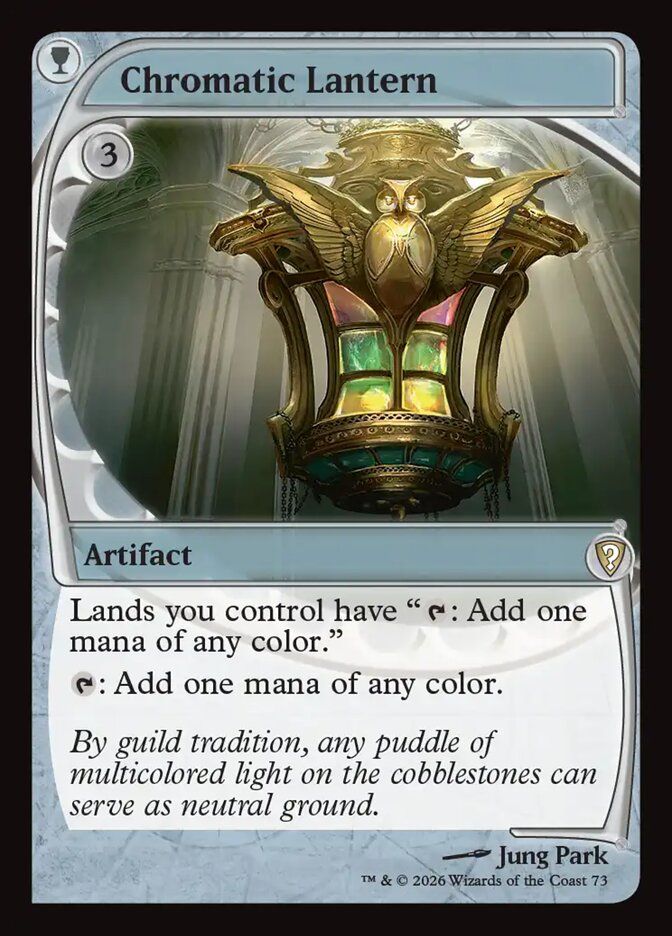 Chromatic Lantern
3
Artifact
?
Lands you control have “ : Add one
mana of any color.”
: Add one mana of any color.
By guild tradition, any puddle of
multicolored light on the cobblestones can
serve as neutral ground.
Jung Park
™ & © 2026 Wizards of the Coast 73